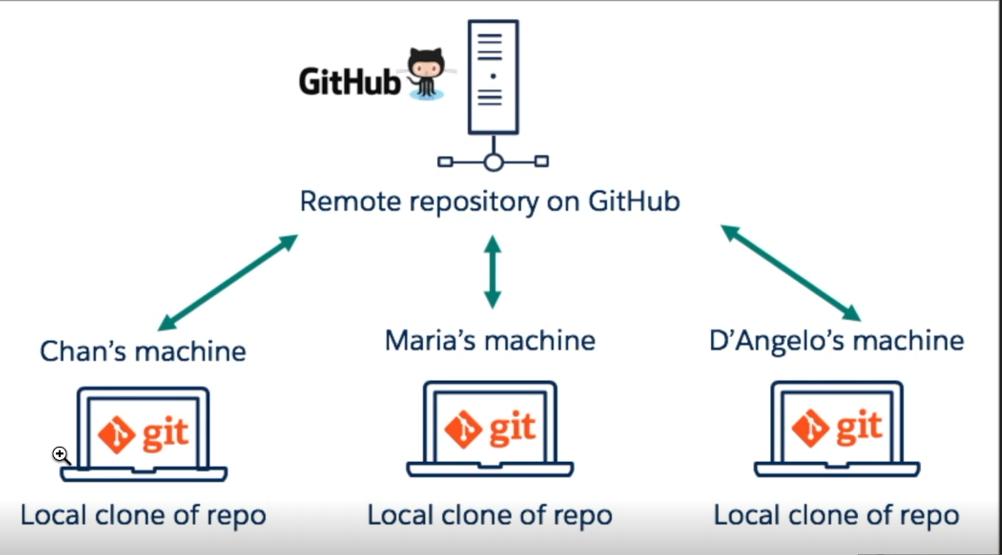 GitHub
Remote repository on GitHub
Chan's machine
Maria's machine
D'Angelo's machine
git
git
git
Local clone of repo
Local clone of repo
Local clone of repo